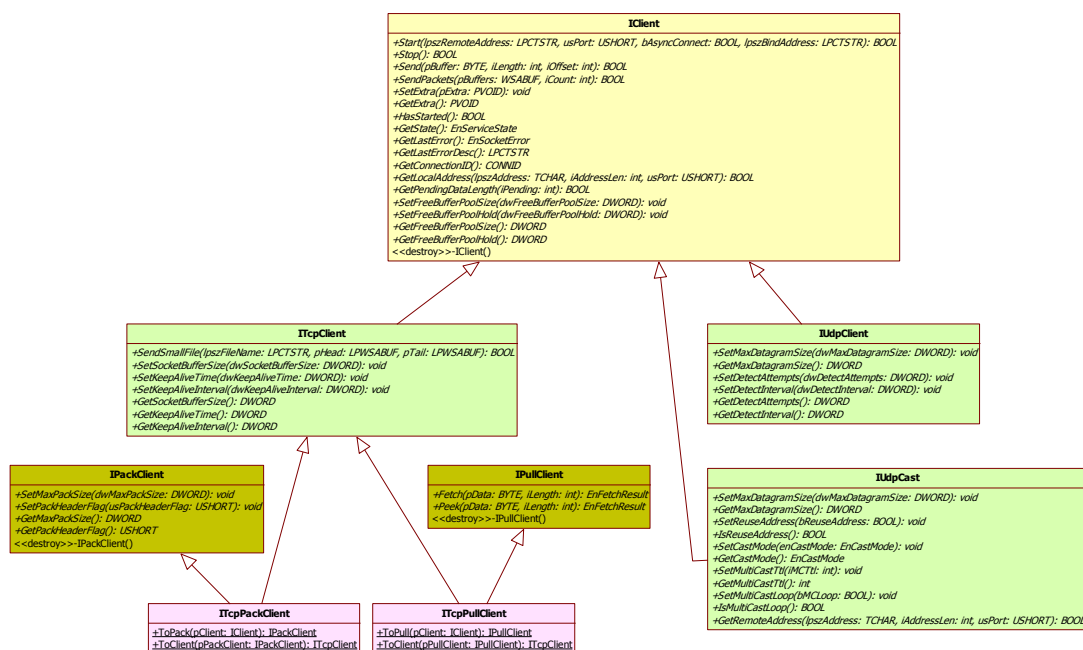 IClient
+Start(lpszRemoteAddress: LPCTSTR, usPort: USHORT, bAsyncConnect: BOOL, lpszBindAddress: LPCTSTR): BOOL
+Stop(): BOOL
+Send(pBuffer: BYTE, iLength: int, iOffset: int): BOOL
+SendPackets(pBuffers: WSABUF, iCount: int): BOOL
+SetExtra(pExtra: PVOID): void
+GetExtra(): PVOID
+HasStarted(): BOOL
+GetState(): EnServiceState
+GetLastError(): EnSocketError
+GetLastErrorDesc(): LPCTSTR
+GetConnectionID(): CONNID
+GetLocalAddress(lpszAddress: TCHAR, iAddressLen: int, usPort: USHORT): BOOL
+GetPendingDataLength(iPending: int): BOOL
+SetFreeBufferPoolSize(dwFreeBufferPoolSize: DWORD): void
+SetFreeBufferPoolHold(dwFreeBufferPoolHold: DWORD): void
+GetFreeBufferPoolSize(): DWORD
+GetFreeBufferPoolHold(): DWORD
<<destroy>>-IClient()
ITcpClient
+SendSmallFile(lpszFileName: LPCTSTR, pHead: LPWSABUF, pTail: LPWSABUF): BOOL
+SetSocketBufferSize(dwSocketBufferSize: DWORD): void
+SetKeepAliveTime(dwKeepAliveTime: DWORD): void
+SetKeepAliveInterval(dwKeepAliveInterval: DWORD): void
+GetSocketBufferSize(): DWORD
+GetKeepAliveTime(): DWORD
+GetKeepAliveInterval(): DWORD
IUdpClient
+SetMaxDatagramSize(dwMaxDatagramSize: DWORD): void
+GetMaxDatagramSize(): DWORD
+SetDetectAttempts(dwDetectAttempts: DWORD): void
+SetDetectInterval(dwDetectInterval: DWORD): void
+GetDetectAttempts(): DWORD
+GetDetectInterval(): DWORD
IPackClient
+SetMaxPackSize(dwMaxPackSize: DWORD): void
+SetPackHeaderFlag(usPackHeaderFlag: USHORT): void
+GetMaxPackSize(): DWORD
+GetPackHeaderFlag(): USHORT
<<destroy>>-IPackClient()
IPullClient
+Fetch(pData: BYTE, iLength: int): EnFetchResult
+Peek(pData: BYTE, iLength: int): EnFetchResult
<<destroy>>-IPullClient()
IUdpCast
+SetMaxDatagramSize(dwMaxDatagramSize: DWORD): void
+GetMaxDatagramSize(): DWORD
+SetReuseAddress(bReuseAddress: BOOL): void
+IsReuseAddress(): BOOL
+SetCastMode(enCastMode: EnCastMode): void
+GetCastMode(): EnCastMode
+SetMultiCastTtl(iMCTtl: int): void
+GetMultiCastTtl(): int
+SetMultiCastLoop(bMCLoop: BOOL): void
+IsMultiCastLoop(): BOOL
+GetRemoteAddress(lpszAddress: TCHAR, iAddressLen: int, usPort: USHORT): BOOL
ITcpPackClient
+ToPack(pClient: IClient): IPackClient
+ToClient(pPackClient: IPackClient): ITcpClient
ITcpPullClient
+ToPull(pClient: IClient): IPullClient
+ToClient(pPullClient: IPullClient): ITcpClient